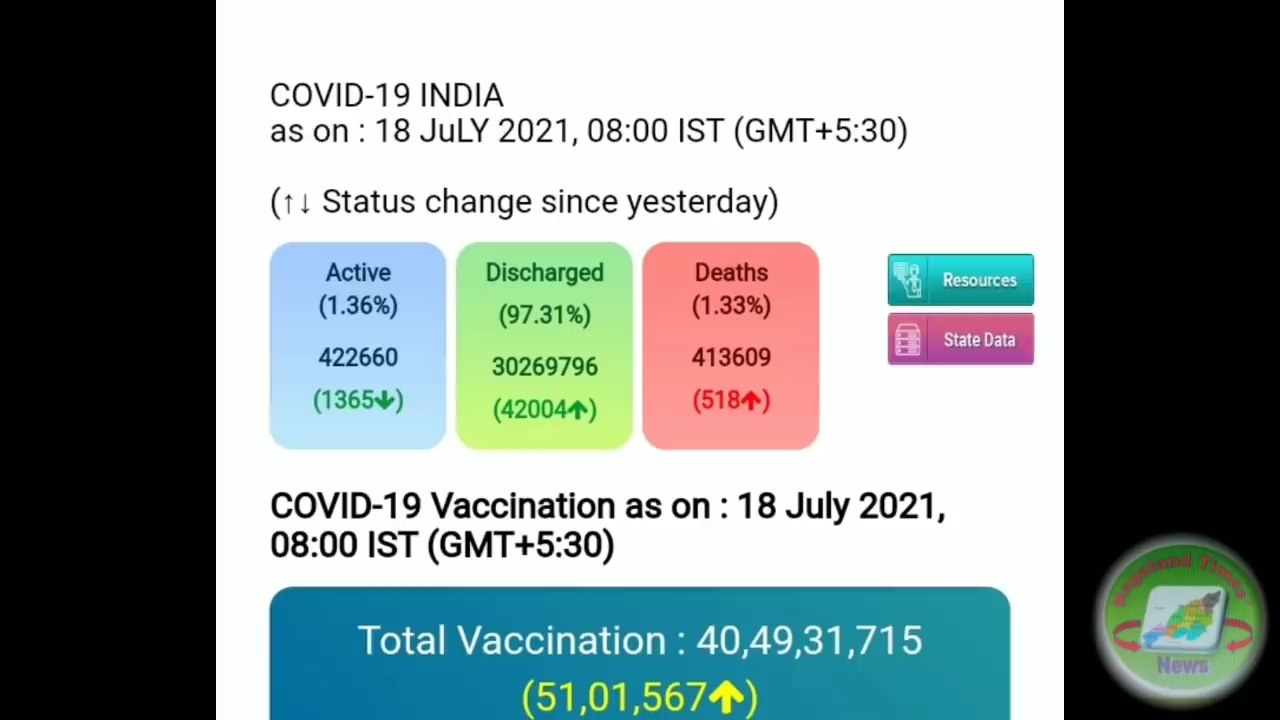 COVID-19 INDIA
as on : 18 JuLY 2021, 08:00 IST (GMT+5:30)
(↑↓ Status change since yesterday)
Active
(1.36%)
422660
(1365↓)
Discharged
(97.31%)
30269796
(42004↑)
Deaths
(1.33%)
413609
(518↑)
Resources
State Data
COVID-19 Vaccination as on : 18 July 2021,
08:00 IST (GMT+5:30)
Total Vaccination : 40,49,31,715
(51,01,567↑)
Nagaland Times
News